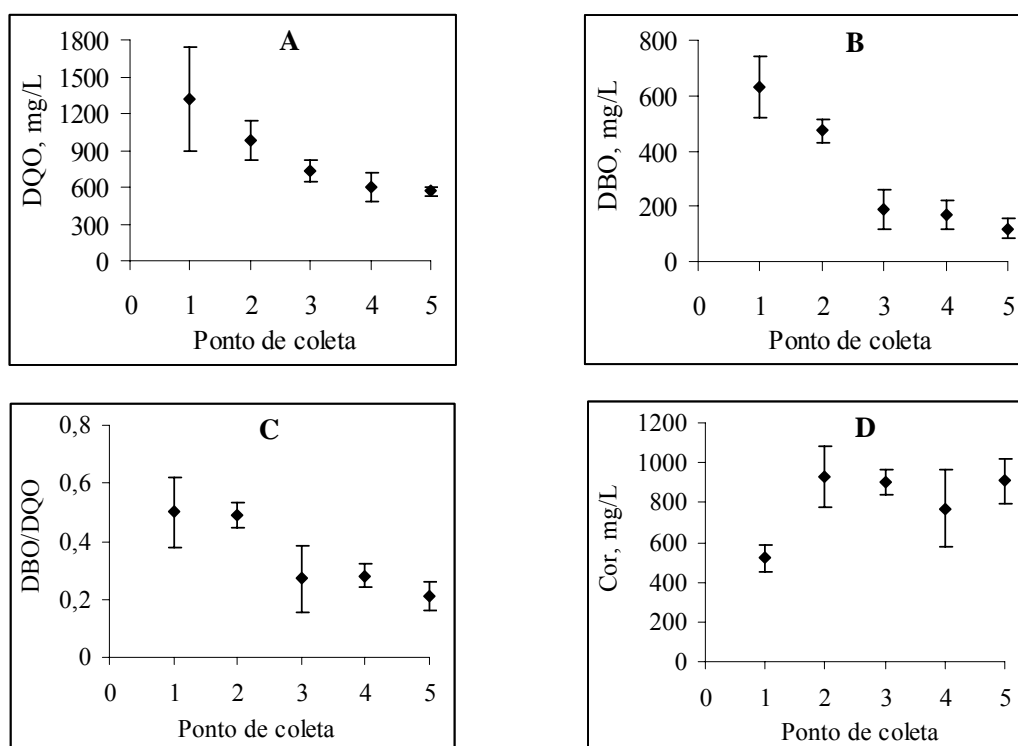 A
DQO, mg/L
1800
1500
1200
900
600
300
0
0 1 2 3 4 5
Ponto de coleta
B
DBO, mg/L
800
600
400
200
0
0 1 2 3 4 5
Ponto de coleta
C
DBO/DQO
0,8
0,6
0,4
0,2
0
0 1 2 3 4 5
Ponto de coleta
D
Cor, mg/L
1200
1000
800
600
400
200
0
0 1 2 3 4 5
Ponto de coleta